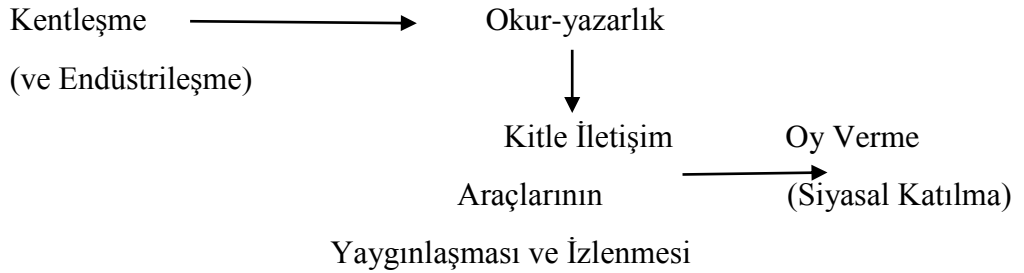 Kentleşme Okur-yazarlık
(ve Endüstrileşme)
Kitle İletişim Oy Verme
Araçlarının (Siyasal Katılma)
Yaygınlaşması ve İzlenmesi